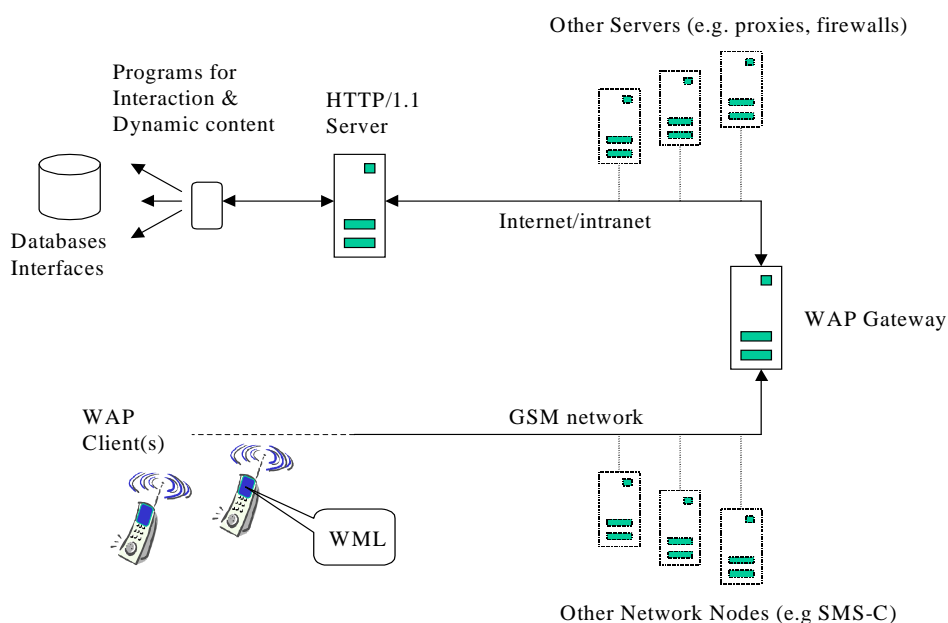 Other Servers (e.g. proxies, firewalls)
Programs for
Interaction &
Dynamic content
HTTP/1.1
Server
Internet/intranet
Databases
Interfaces
WAP Gateway
WAP
Client(s)
GSM network
WML
Other Network Nodes (e.g SMS-C)